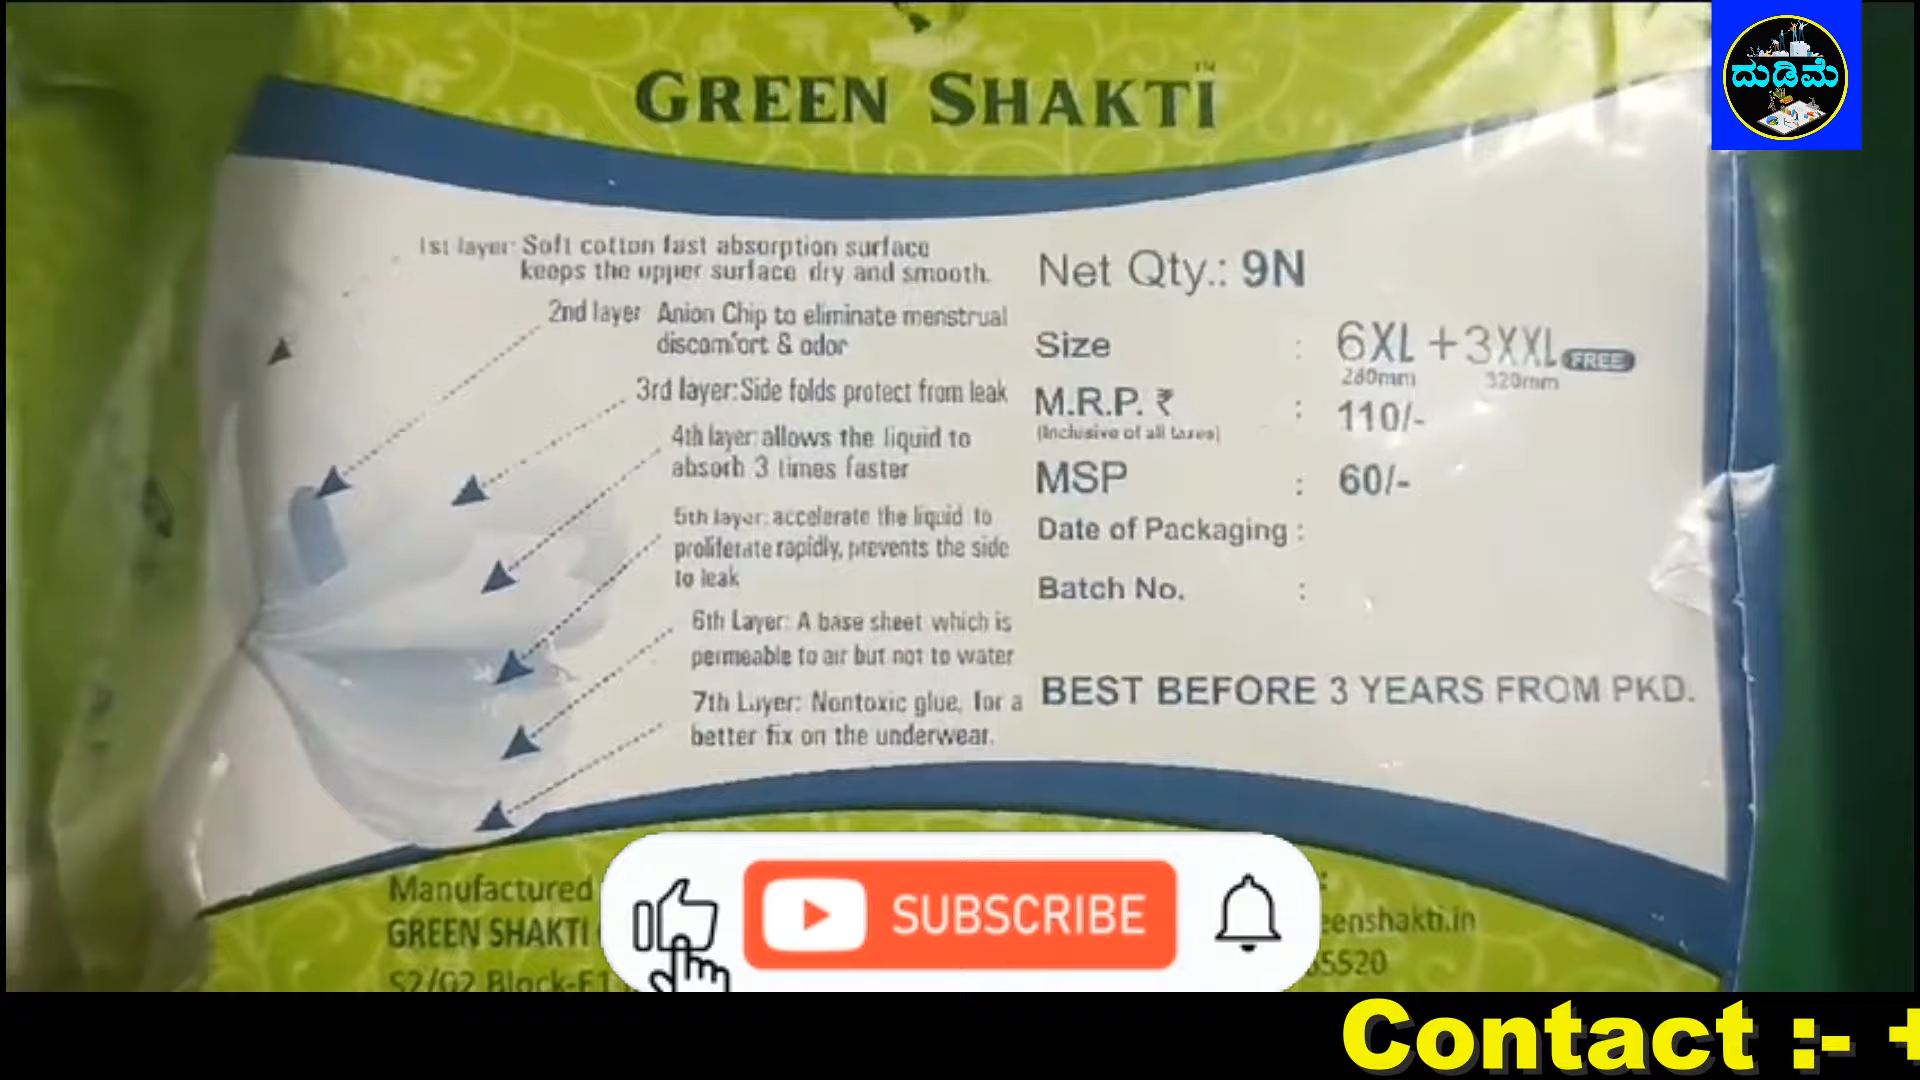 GREEN SHAKTI™
ದುಡಿಮೆ
1st layer: Soft cotton fast absorption surface
keeps the upper surface dry and smooth.
2nd layer Anion Chip to eliminate menstrual
discomfort & odor
3rd layer: Side folds protect from leak
4th layer: allows the liquid to
absorb 3 times faster
5th layer: accelerate the liquid to
proliferate rapidly, prevents the side
to leak
6th Layer: A base sheet which is
permeable to air but not to water
7th Layer: Nontoxic glue, for a
better fix on the underwear.
Net Qty.: 9N
Size : 6XL + 3XXL FREE
280mm 320mm
M.R.P. ₹ : 110/-
(Inclusive of all taxes)
MSP : 60/-
Date of Packaging :
Batch No. :
BEST BEFORE 3 YEARS FROM PKD.
Manufactured
GREEN SHAKTI
S2/02 Block-E1
eenshakti.in
5520
SUBSCRIBE
Contact :- +